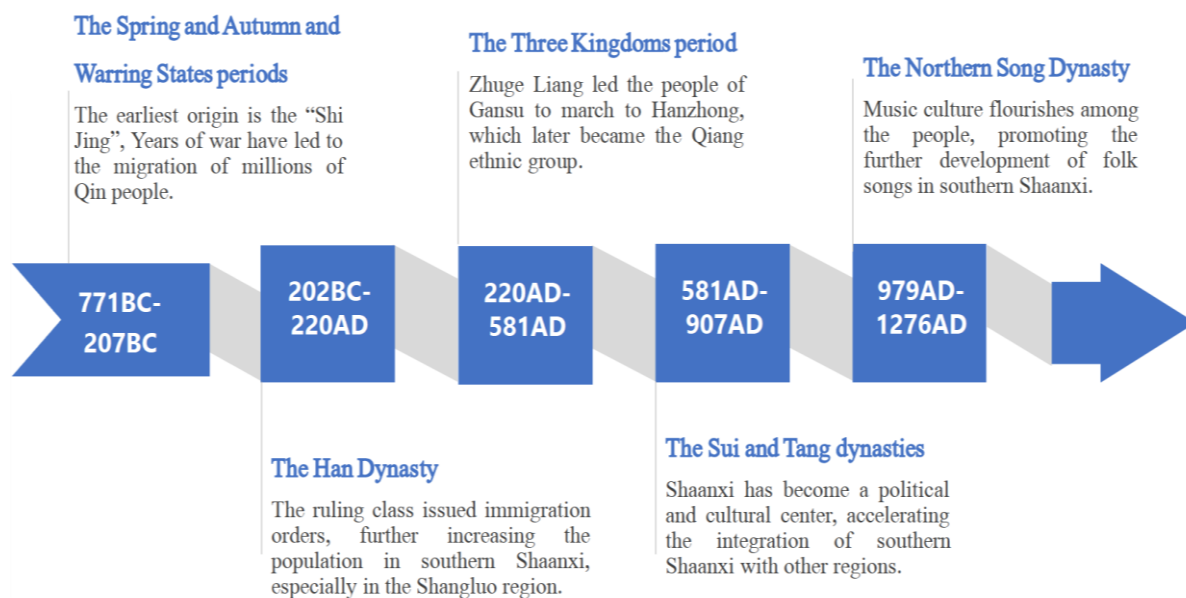 The Spring and Autumn and
Warring States periods
The earliest origin is the “Shi
Jing”, Years of war have led to
the migration of millions of
Qin people.
The Three Kingdoms period
Zhuge Liang led the people of
Gansu to march to Hanzhong,
which later became the Qiang
ethnic group.
The Northern Song Dynasty
Music culture flourishes among
the people, promoting the
further development of folk
songs in southern Shaanxi.
771BC-
207BC
202BC-
220AD
220AD-
581AD
581AD-
907AD
979AD-
1276AD
The Han Dynasty
The ruling class issued immigration
orders, further increasing the
population in southern Shaanxi,
especially in the Shangluo region.
The Sui and Tang dynasties
Shaanxi has become a political
and cultural center, accelerating
the integration of southern
Shaanxi with other regions.